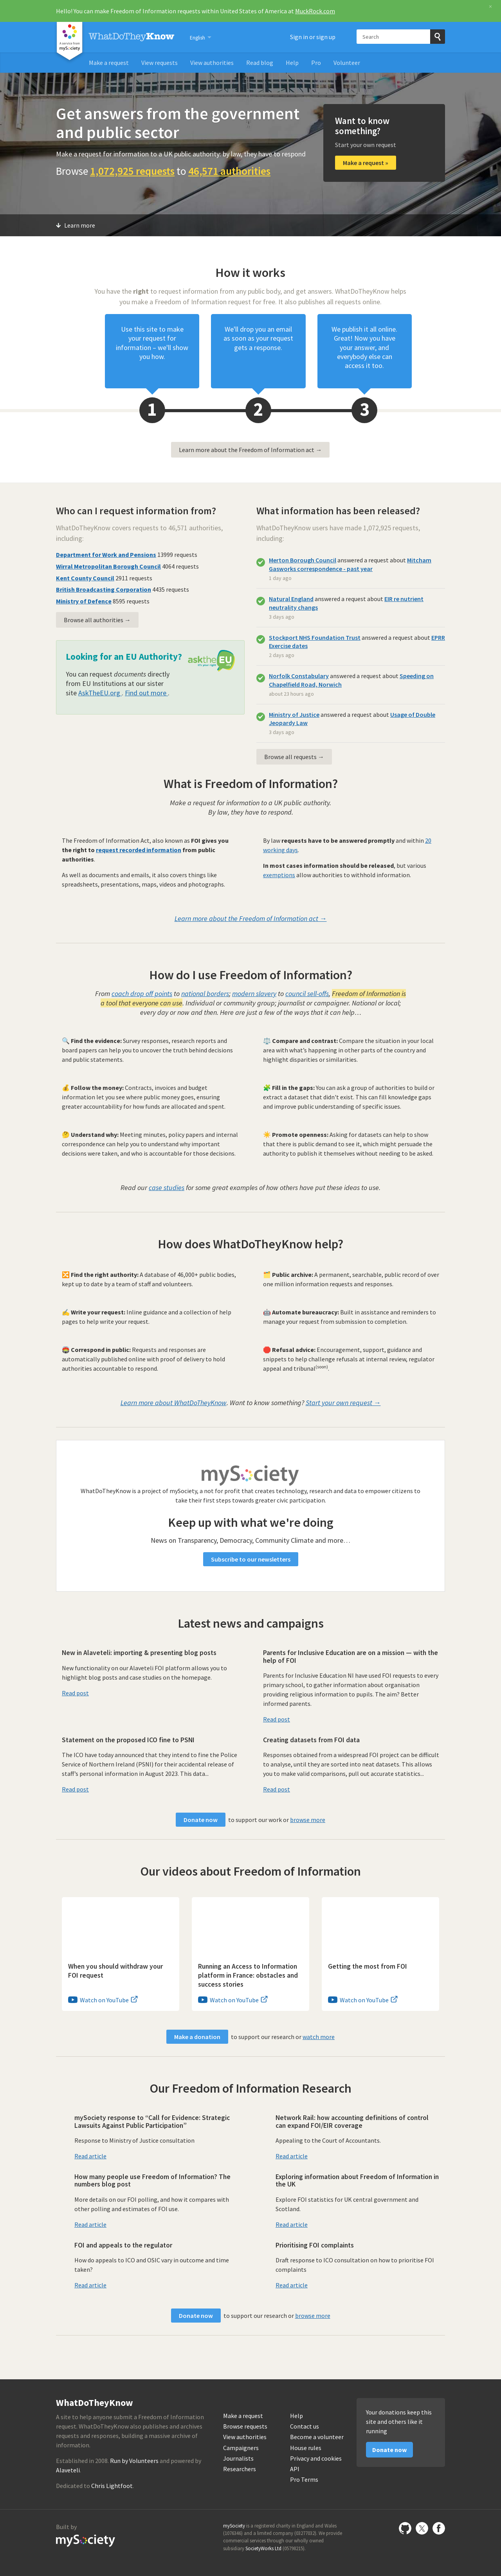 Hello! You can make Freedom of Information requests within United States of America at MuckRock.com
a service from
mySociety
WhatDoTheyKnow
English
Sign in or sign up
Search
Make a request
View requests
View authorities
Read blog
Help
Pro
Volunteer
Get answers from the government
and public sector
Make a request for information to a UK public authority: by law, they have to respond
Browse 1,072,925 requests to 46,571 authorities
Want to know
something?
Start your own request
Make a request »
Learn more
How it works
You have the right to request information from any public body, and get answers. WhatDoTheyKnow helps
you make a Freedom of Information request for free. It also publishes all requests online.
Use this site to make
your request for
information – we'll show
you how.
We'll drop you an email
as soon as your request
gets a response.
We publish it all online.
Great! Now you have
your answer, and
everybody else can
access it too.
1
2
3
Learn more about the Freedom of Information act →
Who can I request information from?
WhatDoTheyKnow covers requests to 46,571 authorities,
including:
Department for Work and Pensions 13999 requests
Wirral Metropolitan Borough Council 4064 requests
Kent County Council 2911 requests
British Broadcasting Corporation 4435 requests
Ministry of Defence 8595 requests
Browse all authorities →
Looking for an EU Authority?
asktheEU
You can request documents directly
from EU Institutions at our sister
site AskTheEU.org . Find out more .
What information has been released?
WhatDoTheyKnow users have made 1,072,925 requests,
including:
Merton Borough Council answered a request about Mitcham
Gasworks correspondence - past year
1 day ago
Natural England answered a request about EIR re nutrient
neutrality changs
3 days ago
Stockport NHS Foundation Trust answered a request about EPRR
Exercise dates
2 days ago
Norfolk Constabulary answered a request about Speeding on
Chapelfield Road, Norwich
about 23 hours ago
Ministry of Justice answered a request about Usage of Double
Jeopardy Law
3 days ago
Browse all requests →
What is Freedom of Information?
Make a request for information to a UK public authority.
By law, they have to respond.
The Freedom of Information Act, also known as FOI gives you
the right to request recorded information from public
authorities.
As well as documents and emails, it also covers things like
spreadsheets, presentations, maps, videos and photographs.
By law requests have to be answered promptly and within 20
working days.
In most cases information should be released, but various
exemptions allow authorities to withhold information.
Learn more about the Freedom of Information act →
How do I use Freedom of Information?
From coach drop off points to national borders; modern slavery to council sell-offs, Freedom of Information is
a tool that everyone can use. Individual or community group; journalist or campaigner. National or local;
every day or now and then. Here are just a few of the ways that it can help…
🔍 Find the evidence: Survey responses, research reports and
board papers can help you to uncover the truth behind decisions
and public statements.
⚖️ Compare and contrast: Compare the situation in your local
area with what's happening in other parts of the country and
highlight disparities or similarities.
💰 Follow the money: Contracts, invoices and budget
information let you see where public money goes, ensuring
greater accountability for how funds are allocated and spent.
🧩 Fill in the gaps: You can ask a group of authorities to build or
extract a dataset that didn't exist. This can fill knowledge gaps
and improve public understanding of specific issues.
🤔 Understand why: Meeting minutes, policy papers and internal
correspondence can help you to understand why important
decisions were taken, and who is accountable for those decisions.
☀️ Promote openness: Asking for datasets can help to show
that there is public demand to see it, which might persuade the
authority to publish it themselves without needing to be asked.
Read our case studies for some great examples of how others have put these ideas to use.
How does WhatDoTheyKnow help?
🔀 Find the right authority: A database of 46,000+ public bodies,
kept up to date by a team of staff and volunteers.
🗂️ Public archive: A permanent, searchable, public record of over
one million information requests and responses.
✍️ Write your request: Inline guidance and a collection of help
pages to help write your request.
🤖 Automate bureaucracy: Built in assistance and reminders to
manage your request from submission to completion.
Correspond in public: Requests and responses are
automatically published online with proof of delivery to hold
authorities accountable to respond.
🛑 Refusal advice: Encouragement, support, guidance and
snippets to help challenge refusals at internal review, regulator
appeal and tribunal[soon].
Learn more about WhatDoTheyKnow. Want to know something? Start your own request →
mySociety
WhatDoTheyKnow is a project of mySociety, a not for profit that creates technology, research and data to empower citizens to
take their first steps towards greater civic participation.
Keep up with what we're doing
News on Transparency, Democracy, Community Climate and more…
Subscribe to our newsletters
Latest news and campaigns
New in Alaveteli: importing & presenting blog posts
New functionality on our Alaveteli FOI platform allows you to
highlight blog posts and case studies on the homepage.
Read post
Parents for Inclusive Education are on a mission — with the
help of FOI
Parents for Inclusive Education NI have used FOI requests to every
primary school, to gather information about organisation
providing religious information to pupils. The aim? Better
informed parents.
Read post
Statement on the proposed ICO fine to PSNI
The ICO have today announced that they intend to fine the Police
Service of Northern Ireland (PSNI) for their accidental release of
staff's personal information in August 2023. This data...
Read post
Creating datasets from FOI data
Responses obtained from a widespread FOI project can be difficult
to analyse, until they are sorted into neat datasets. This allows
you to make valid comparisons, pull out accurate statistics...
Read post
Donate now to support our work or browse more
Our videos about Freedom of Information
When you should withdraw your
FOI request
Watch on YouTube
Running an Access to Information
platform in France: obstacles and
success stories
Watch on YouTube
Getting the most from FOI
Watch on YouTube
Make a donation to support our research or watch more
Our Freedom of Information Research
mySociety response to “Call for Evidence: Strategic
Lawsuits Against Public Participation”
Response to Ministry of Justice consultation
Read article
Network Rail: how accounting definitions of control
can expand FOI/EIR coverage
Appealing to the Court of Accountants.
Read article
How many people use Freedom of Information? The
numbers blog post
More details on our FOI polling, and how it compares with
other polling and estimates of FOI use.
Read article
Exploring information about Freedom of Information in
the UK
Explore FOI statistics for UK central government and
Scotland.
Read article
FOI and appeals to the regulator
How do appeals to ICO and OSIC vary in outcome and time
taken?
Read article
Prioritising FOI complaints
Draft response to ICO consultation on how to prioritise FOI
complaints
Read article
Donate now to support our research or browse more
WhatDoTheyKnow
A site to help anyone submit a Freedom of Information
request. WhatDoTheyKnow also publishes and archives
requests and responses, building a massive archive of
information.
Established in 2008. Run by Volunteers and powered by
Alaveteli
Dedicated to Chris Lightfoot.
Make a request
Browse requests
View authorities
Campaigners
Journalists
Researchers
Help
Contact us
Become a volunteer
House rules
Privacy and cookies
API
Pro Terms
Your donations keep this
site and others like it
running
Donate now
Built by
mySociety
mySociety is a registered charity in England and Wales
(1076346) and a limited company (03277032). We provide
commercial services through our wholly owned
subsidiary SocietyWorks Ltd (05798215).